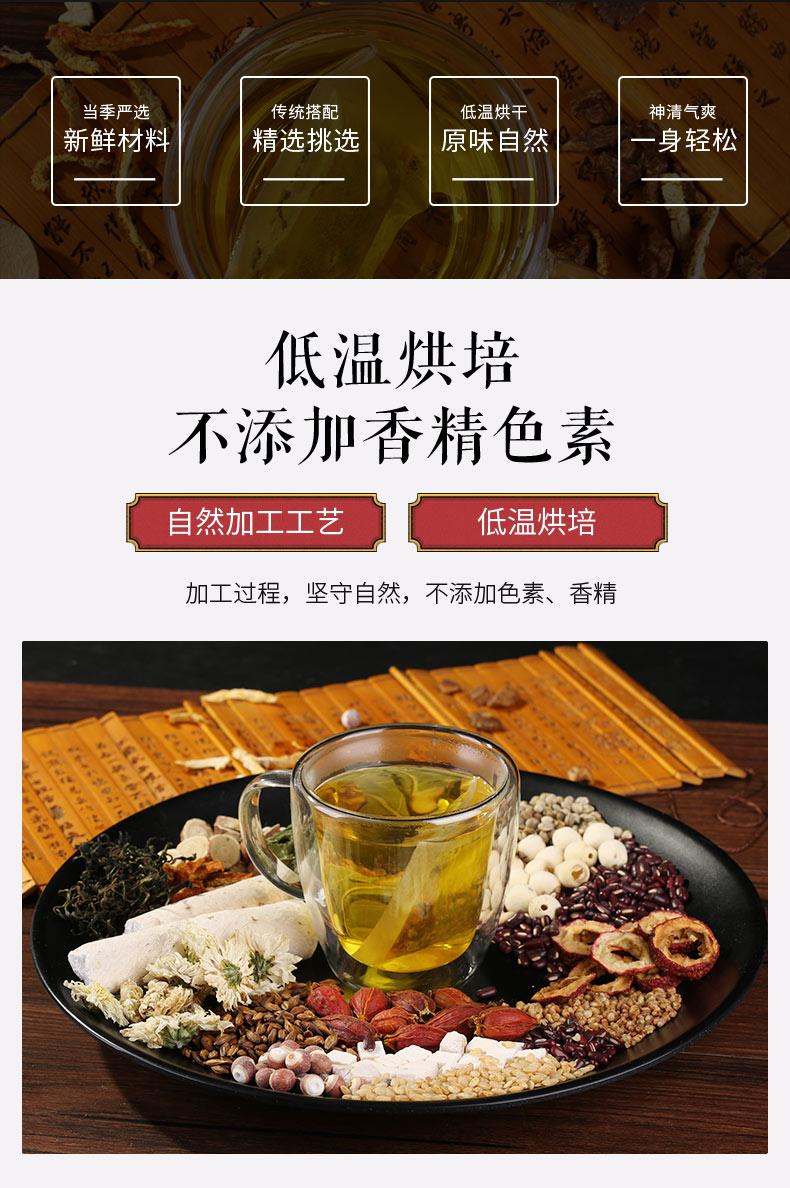 当季严选
新鲜材料
传统搭配
精选挑选
低温烘干
原味自然
神清气爽
一身轻松
低温烘培
不添加香精色素
自然加工工艺
低温烘培
加工过程，坚守自然，不添加色素、香精